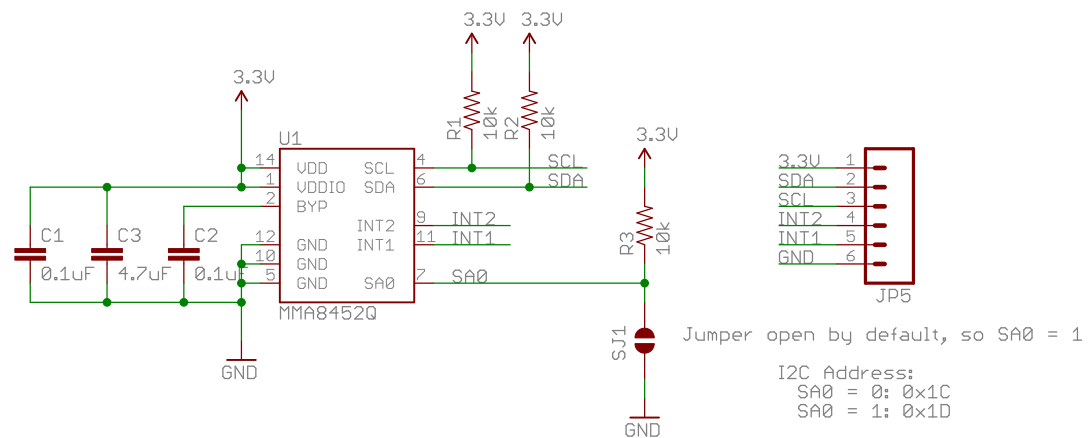 3.3V 3.3V
3.3V
R1 10k R2 10k
3.3V
U1
14 VDD SCL 4 SCL
1 VDDIO SDA 6 SDA
2 BYP
INT2 9 INT2
12 GND INT1 11 INT1
10 GND
5 GND SA0 7 SA0
MMA8452Q
C1 C3 C2
0.1uF 4.7uF 0.1uF
GND
R3 10k
SJ1
GND
3.3V 1
SDA 2
SCL 3
INT2 4
INT1 5
GND 6
JP5
Jumper open by default, so SA0 = 1
I2C Address:
SA0 = 0: 0x1C
SA0 = 1: 0x1D